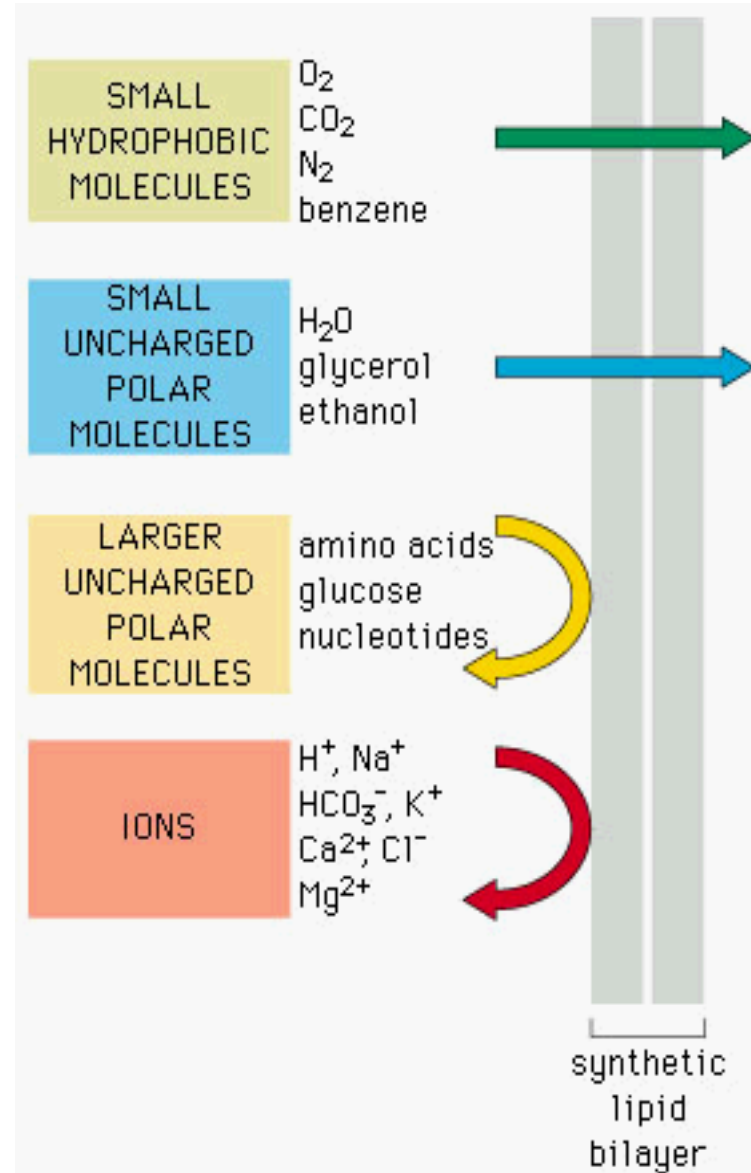 SMALL
HYDROPHOBIC
MOLECULES
O₂
CO₂
N₂
benzene
SMALL
UNCHARGED
POLAR
MOLECULES
H₂O
glycerol
ethanol
LARGER
UNCHARGED
POLAR
MOLECULES
amino acids
glucose
nucleotides
IONS
H⁺, Na⁺
HCO₃⁻, K⁺
Ca²⁺, Cl⁻
Mg²⁺
synthetic
lipid
bilayer